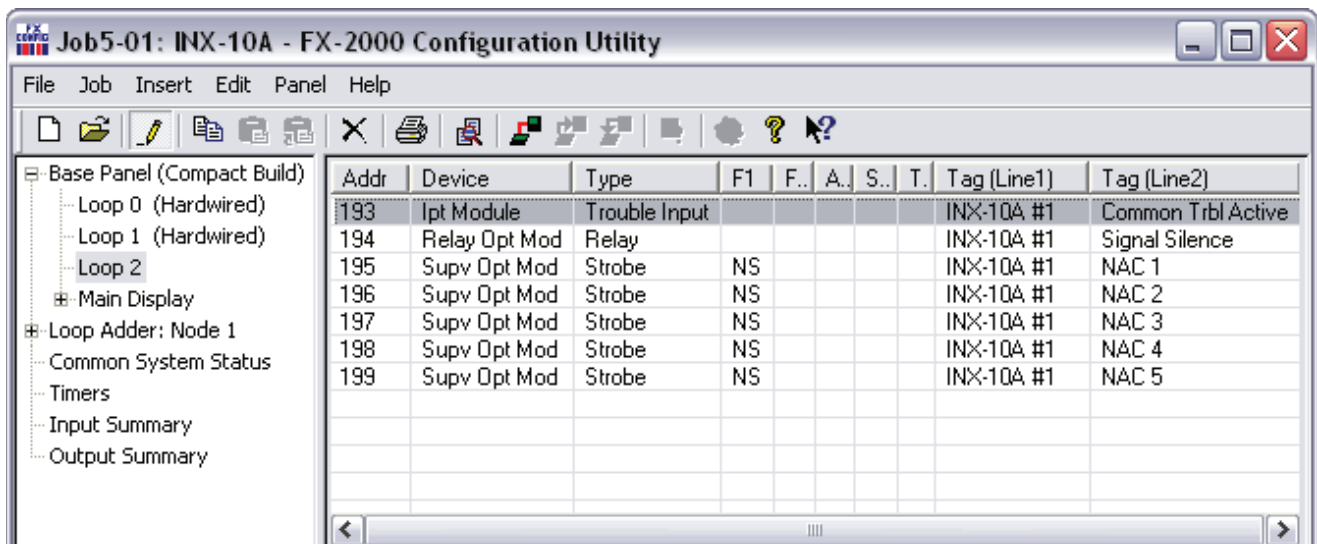 FX CONFIG Job5-01: INX-10A - FX-2000 Configuration Utility
File Job Insert Edit Panel Help
Base Panel (Compact Build)
Loop 0 (Hardwired)
Loop 1 (Hardwired)
Loop 2
Main Display
Loop Adder: Node 1
Common System Status
Timers
Input Summary
Output Summary
Addr Device Type F1 F.. A.. S.. T. Tag (Line1) Tag (Line2)
193 Ipt Module Trouble Input INX-10A #1 Common Trbl Active
194 Relay Opt Mod Relay INX-10A #1 Signal Silence
195 Supv Opt Mod Strobe NS INX-10A #1 NAC 1
196 Supv Opt Mod Strobe NS INX-10A #1 NAC 2
197 Supv Opt Mod Strobe NS INX-10A #1 NAC 3
198 Supv Opt Mod Strobe NS INX-10A #1 NAC 4
199 Supv Opt Mod Strobe NS INX-10A #1 NAC 5